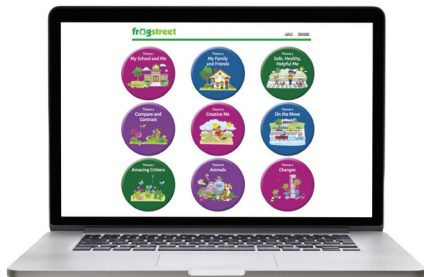 frogstreet
Theme 1
My School and Me
Theme 2
My Family
and Friends
Theme 3
Safe, Healthy,
Helpful Me
Theme 4
Compare and
Contrast
Theme 5
Creative Me
Theme 6
On the Move
Theme 7
Amazing Critters
Theme 8
Animals
Theme 9
Changes